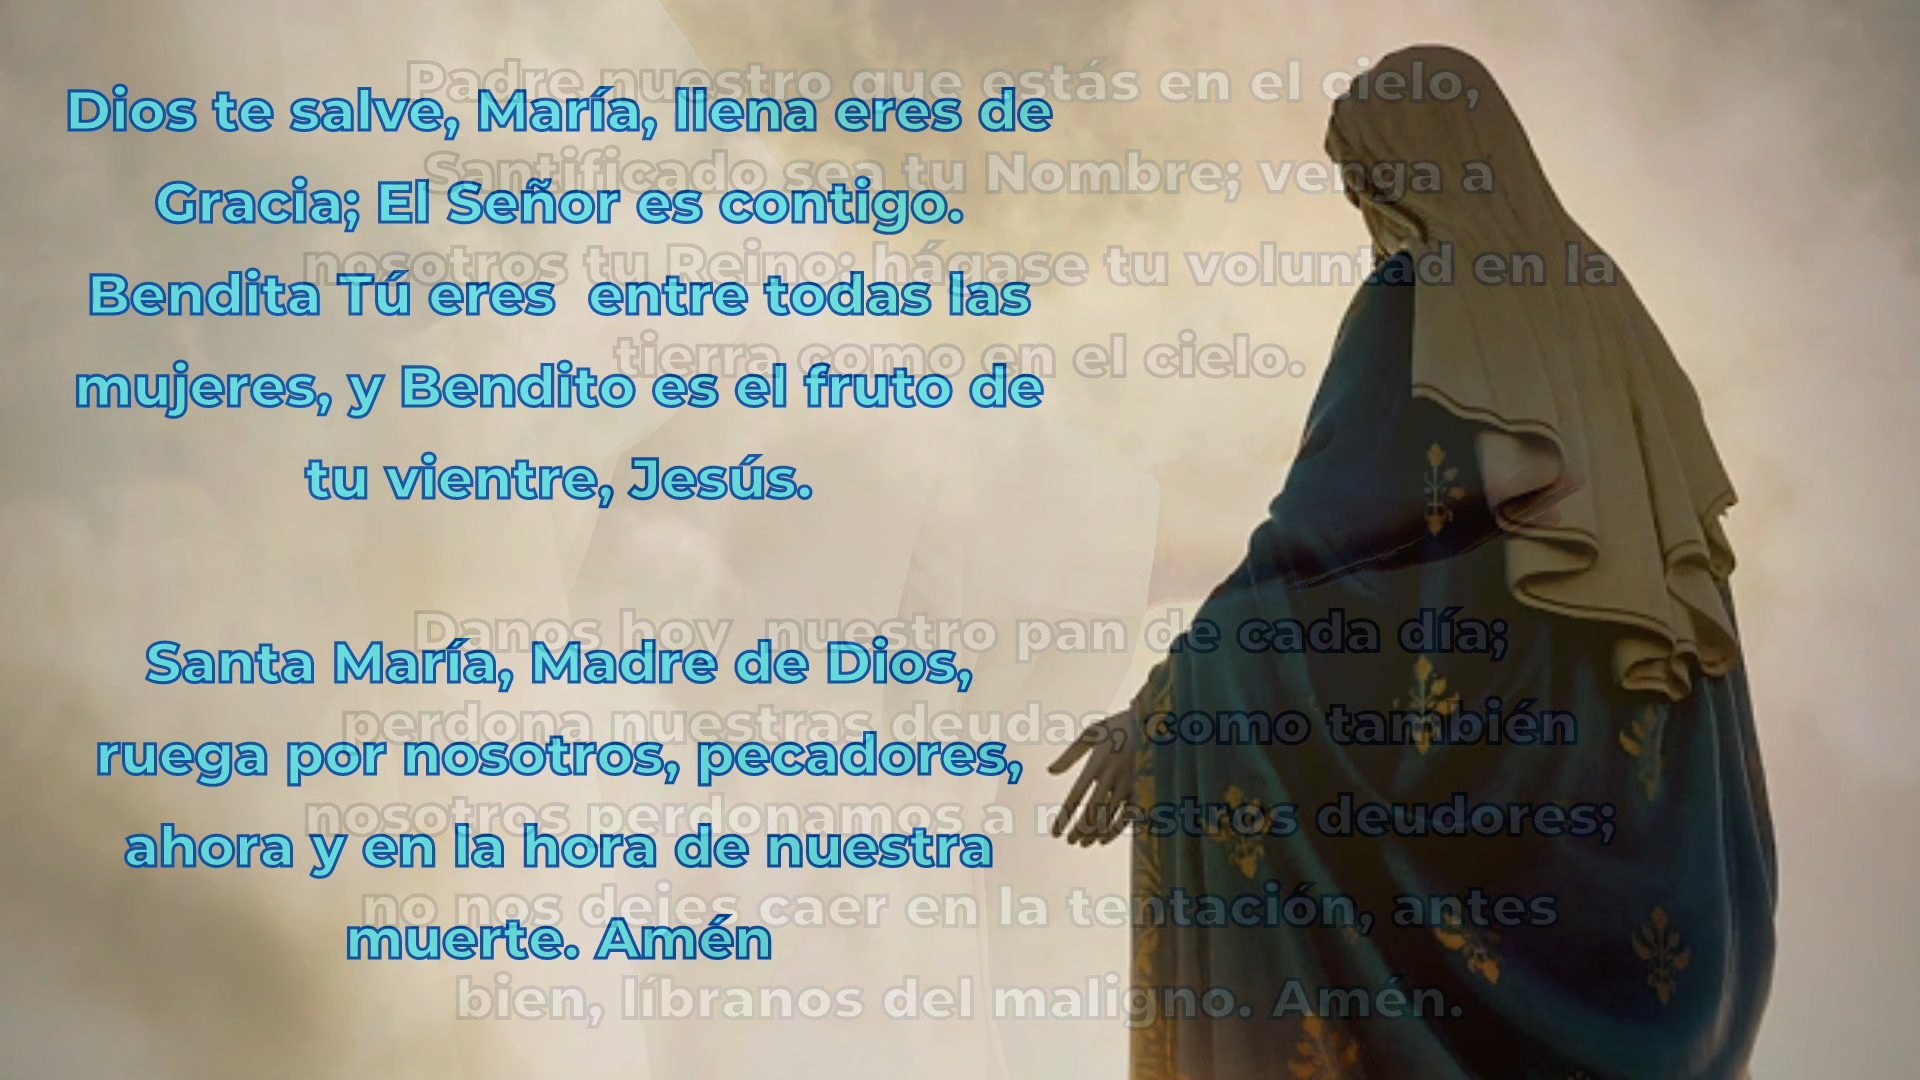 Dios te salve, María, llena eres de
Gracia; El Señor es contigo.
Bendita Tú eres  entre todas las
mujeres, y Bendito es el fruto de
tu vientre, Jesús.
Santa María, Madre de Dios,
ruega por nosotros, pecadores,
ahora y en la hora de nuestra
muerte. Amén
Padre nuestro que estás en el cielo,
Santificado sea tu Nombre; venga a
nosotros tu Reino; hágase tu voluntad en la
tierra como en el cielo.
Danos hoy  nuestro pan de cada día;
perdona nuestras deudas, como también
nosotros perdonamos a nuestros deudores;
no nos dejes caer en la tentación, antes
bien, líbranos del maligno. Amén.